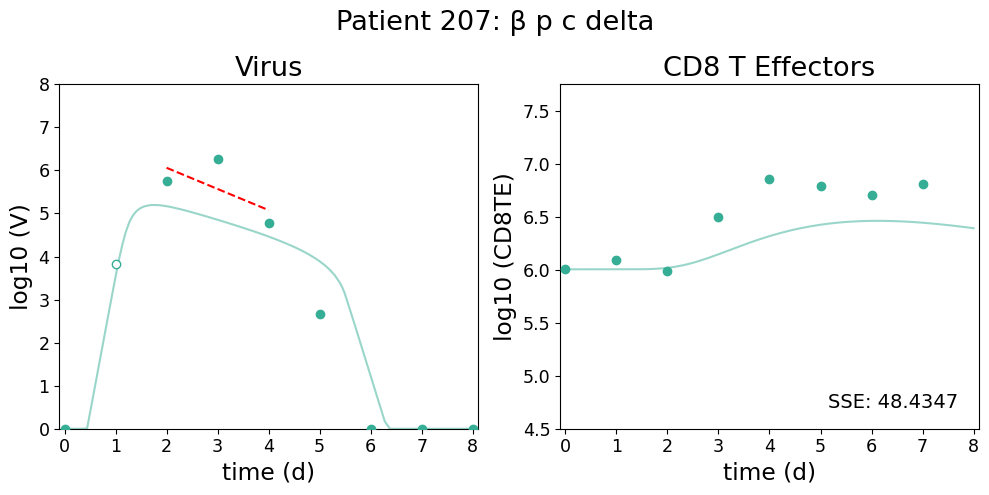 Patient 207: β p c delta
Virus
CD8 T Effectors
log10 (V)
8
7
6
5
4
3
2
1
0
0 1 2 3 4 5 6 7 8
time (d)
log10 (CD8TE)
7.5
7.0
6.5
6.0
5.5
5.0
4.5
SSE: 48.4347
0 1 2 3 4 5 6 7 8
time (d)